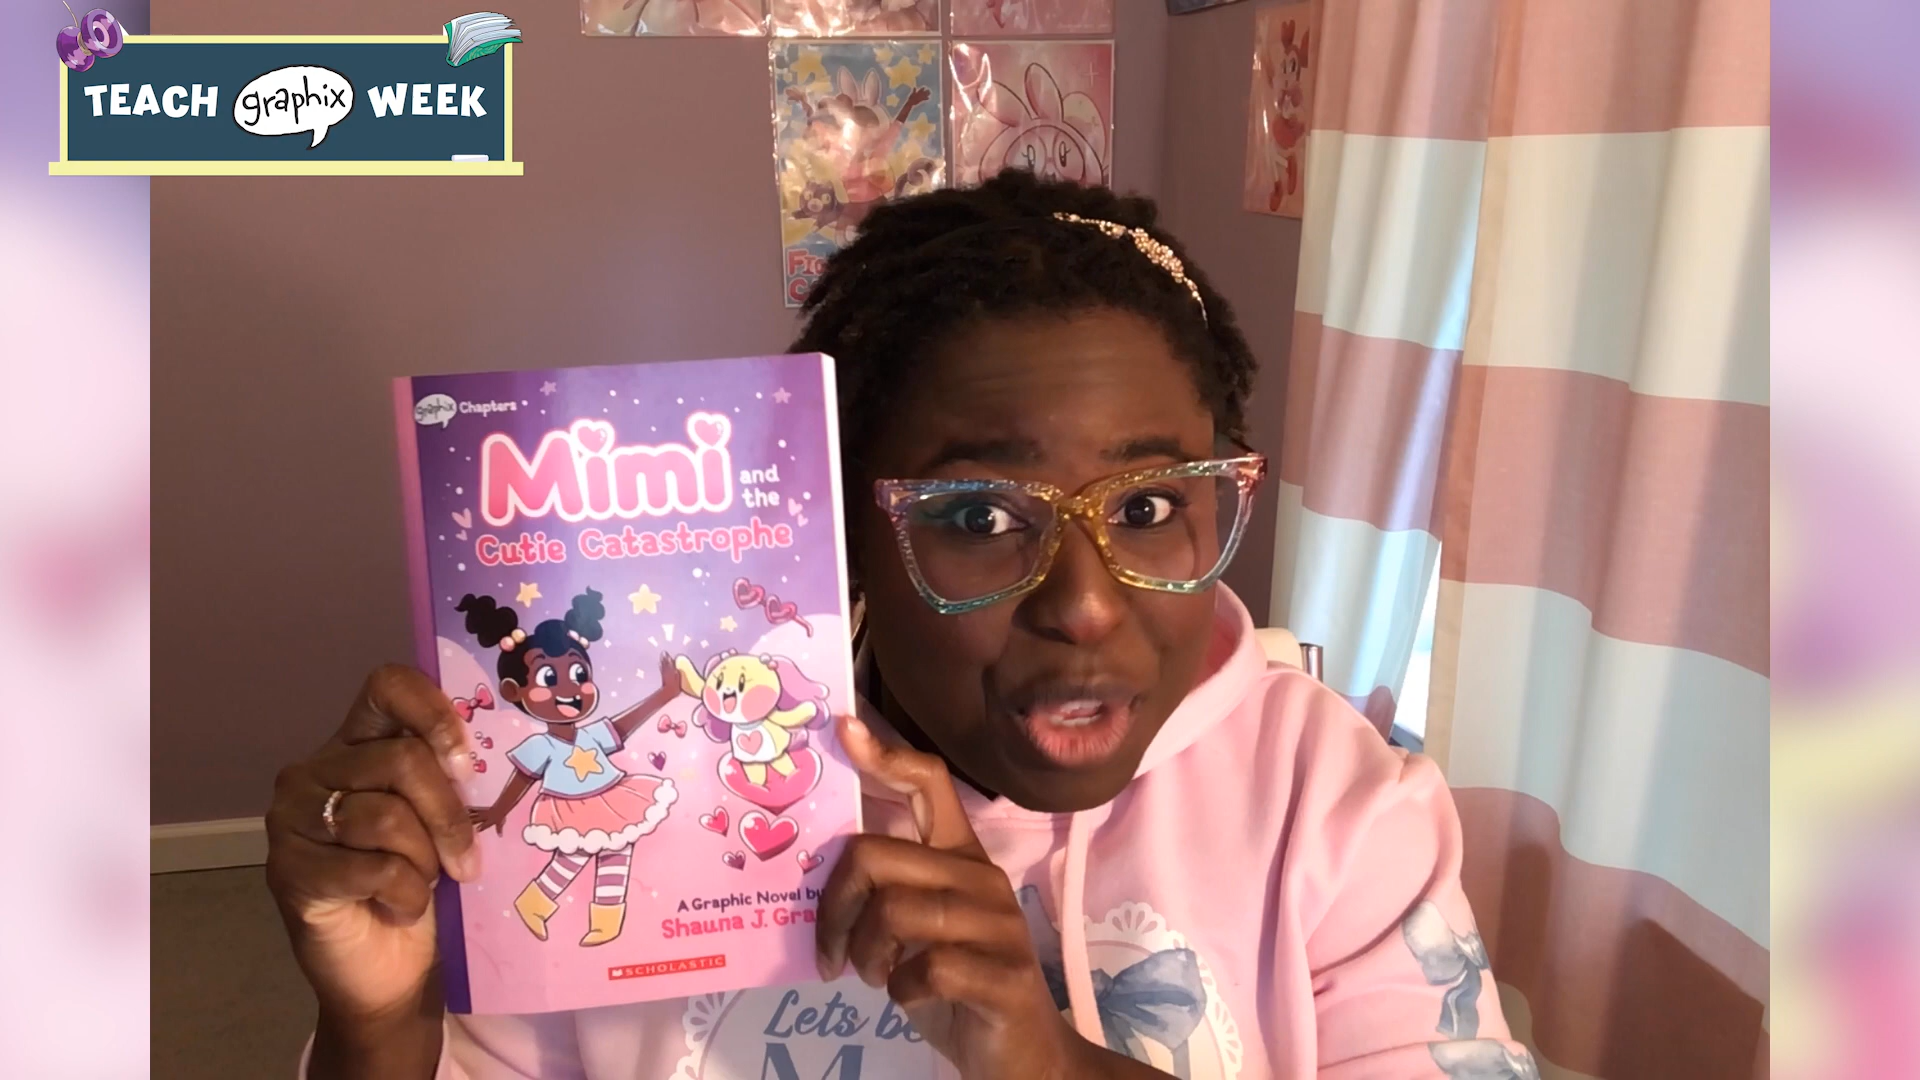 TEACH graphix WEEK
graphix Chapters
Mimi and the
Cutie Catastrophe
A Graphic Novel by
Shauna J. Gra
SCHOLASTIC
Lets be
M